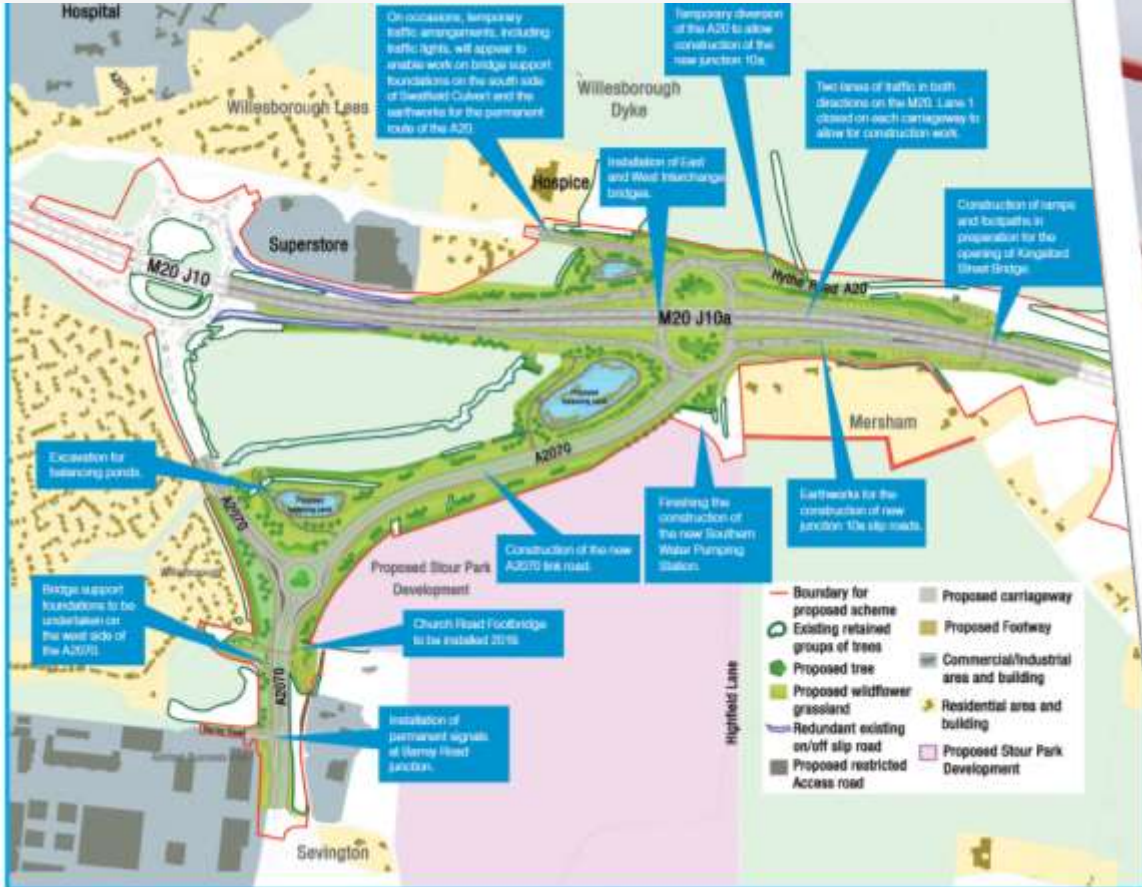 Hospital
A2070
Willesborough Lees
On occasions, temporary
traffic arrangements, including
traffic lights, will appear to
enable work on bridge support
foundations on the south side
of Swatfield Culvert and the
earthworks for the permanent
route of the A20.
Temporary diversion
of the A20 to allow
construction of the
new junction 10a.
Willesborough
Dyke
Two lanes of traffic in both
directions on the M20. Lane 1
closed on each carriageway to
allow for construction work.
Installation of East
and West Interchange
bridges.
Hospice
Superstore
M20 J10
Construction of ramps
and footpaths in
preparation for the
opening of Kingsford
Street Bridge.
Hythe Road A20
M20 J10a
Proposed
balancing pond
Mersham
A2070
Excavation for
balancing ponds.
Proposed
balancing pond
A2070
Earthworks for the
construction of new
junction 10a slip roads.
Finishing the
construction of
the new Southern
Water Pumping
Station.
Construction of the new
A2070 link road.
Proposed Stour Park
Development
Bridge support
foundations to be
undertaken on
the west side of
the A2070.
Church Road Footbridge
to be installed 2019.
A2070
Installation of
permanent signals
at Barrey Road
junction.
Highfield Lane
Sevington
Boundary for
proposed scheme
Existing retained
groups of trees
Proposed tree
Proposed wildflower
grassland
Redundant existing
on/off slip road
Proposed restricted
Access road
Proposed carriageway
Proposed Footway
Commercial/Industrial
area and building
Residential area and
building
Proposed Stour Park
Development